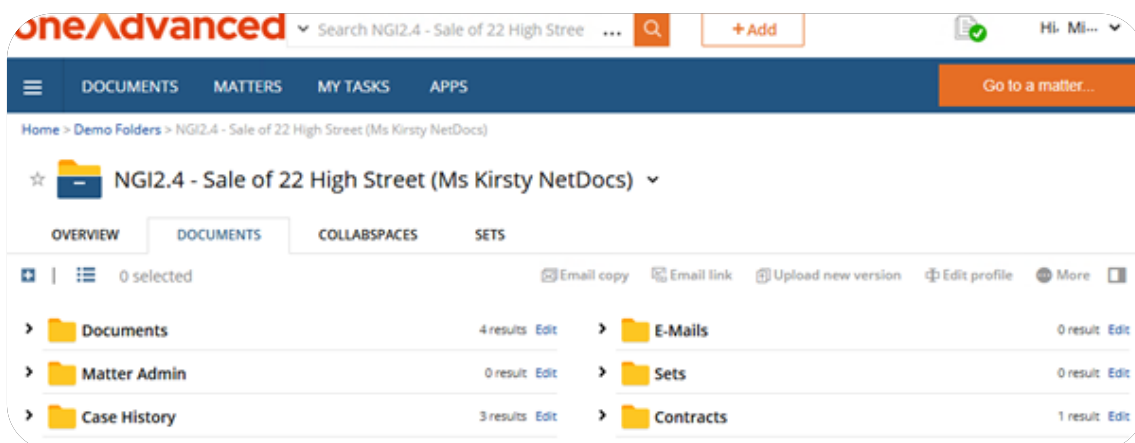 oneAdvanced Search NGI2.4 - Sale of 22 High Stree ... +Add Hi, Mi...
DOCUMENTS MATTERS MY TASKS APPS Go to a matter...
Home > Demo Folders > NGI2.4 - Sale of 22 High Street (Ms Kirsty NetDocs)
NGI2.4 - Sale of 22 High Street (Ms Kirsty NetDocs)
OVERVIEW DOCUMENTS COLLABSPACES SETS
0 selected Email copy Email link Upload new version Edit profile More
Documents 4 results Edit E-Mails 0 result Edit
Matter Admin 0 result Edit Sets 0 result Edit
Case History 3 results Edit Contracts 1 result Edit